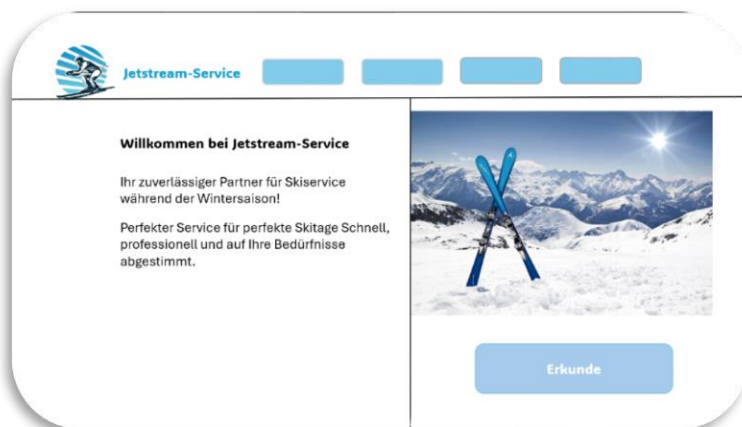 Jetstream-Service
Willkommen bei Jetstream-Service
Ihr zuverlässiger Partner für Skiservice
während der Wintersaison!
Perfekter Service für perfekte Skitage Schnell,
professionell und auf Ihre Bedürfnisse
abgestimmt.
Erkunde